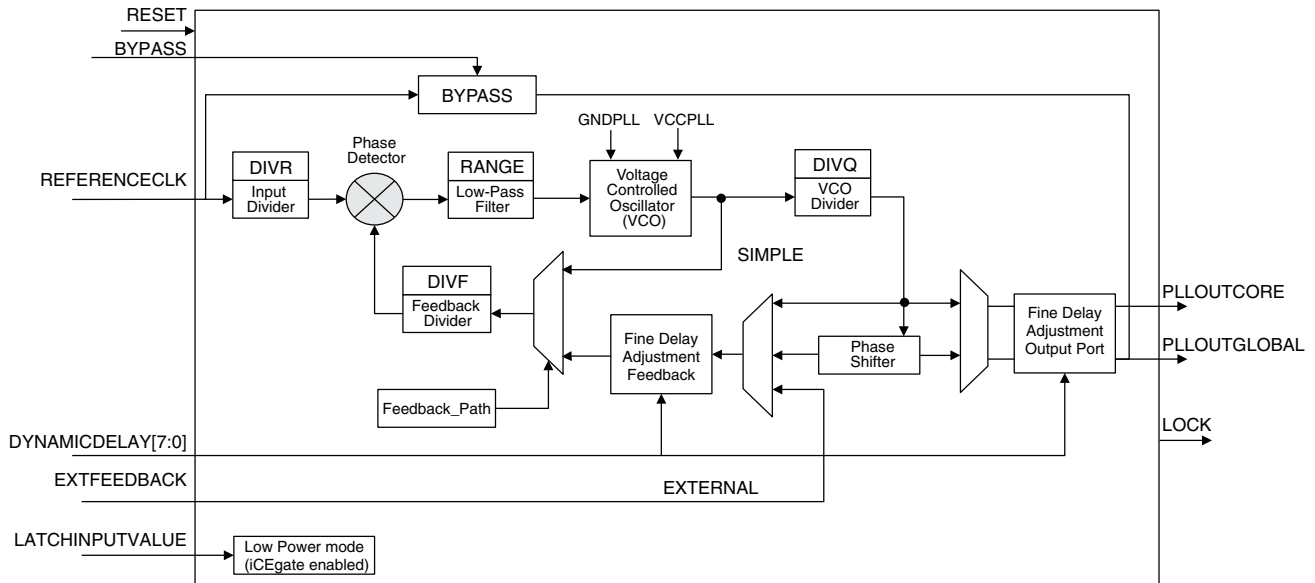 RESET
BYPASS
BYPASS
GNDPLL
VCCPLL
Phase
Detector
REFERENCECLK
DIVR
Input
Divider
RANGE
Low-Pass
Filter
Voltage
Controlled
Oscillator
(VCO)
DIVQ
VCO
Divider
SIMPLE
DIVF
Feedback
Divider
Fine Delay
Adjustment
Feedback
Phase
Shifter
Fine Delay
Adjustment
Output Port
PLLOUTCORE
PLLOUTGLOBAL
Feedback_Path
DYNAMICDELAY[7:0]
LOCK
EXTFEEDBACK
EXTERNAL
LATCHINPUTVALUE
Low Power mode
(iCEgate enabled)